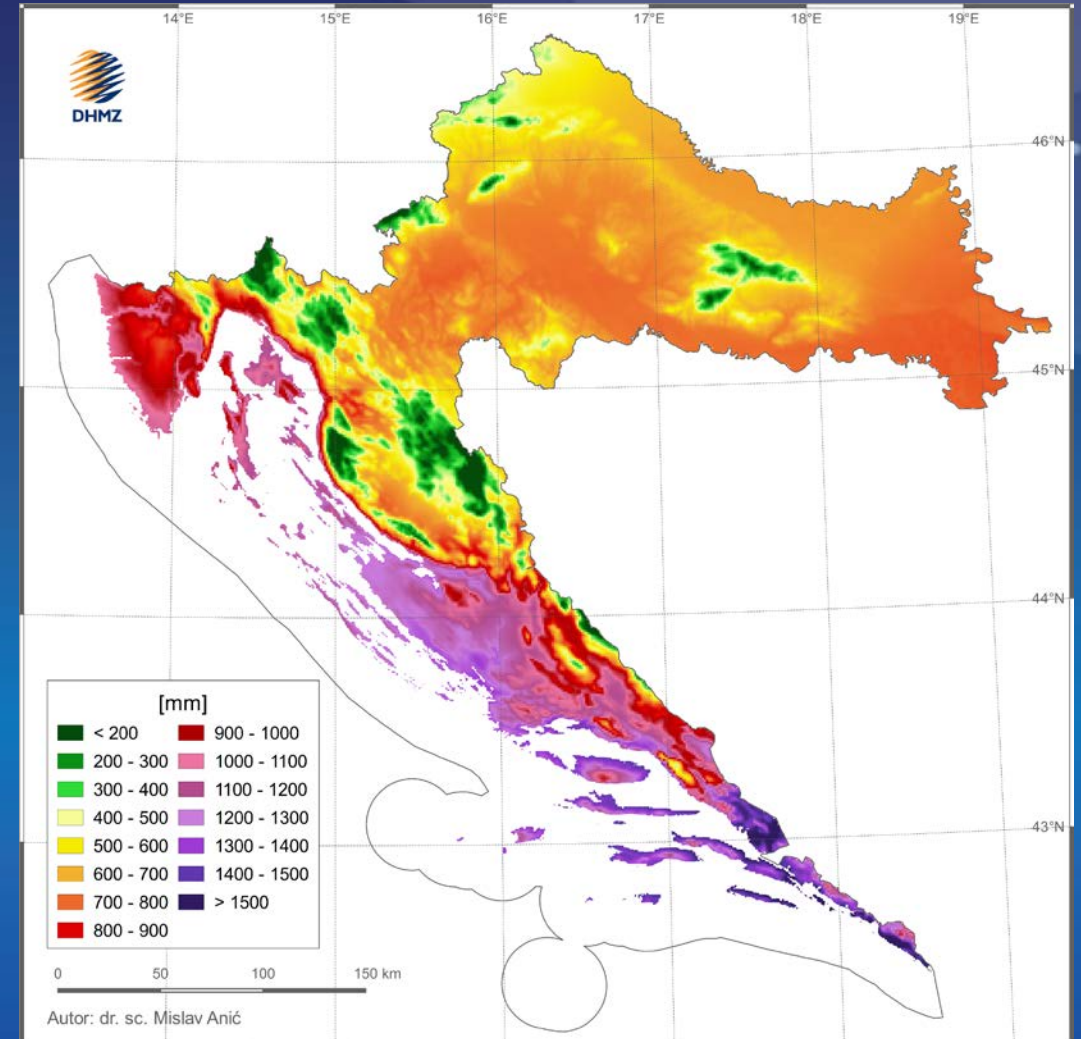 14°E 15°E 16°E 17°E 18°E 19°E
DHMZ
46°N
45°N
44°N
43°N
[mm]
< 200
200 - 300
300 - 400
400 - 500
500 - 600
600 - 700
700 - 800
800 - 900
900 - 1000
1000 - 1100
1100 - 1200
1200 - 1300
1300 - 1400
1400 - 1500
> 1500
0 50 100 150 km
Autor: dr. sc. Mislav Anić